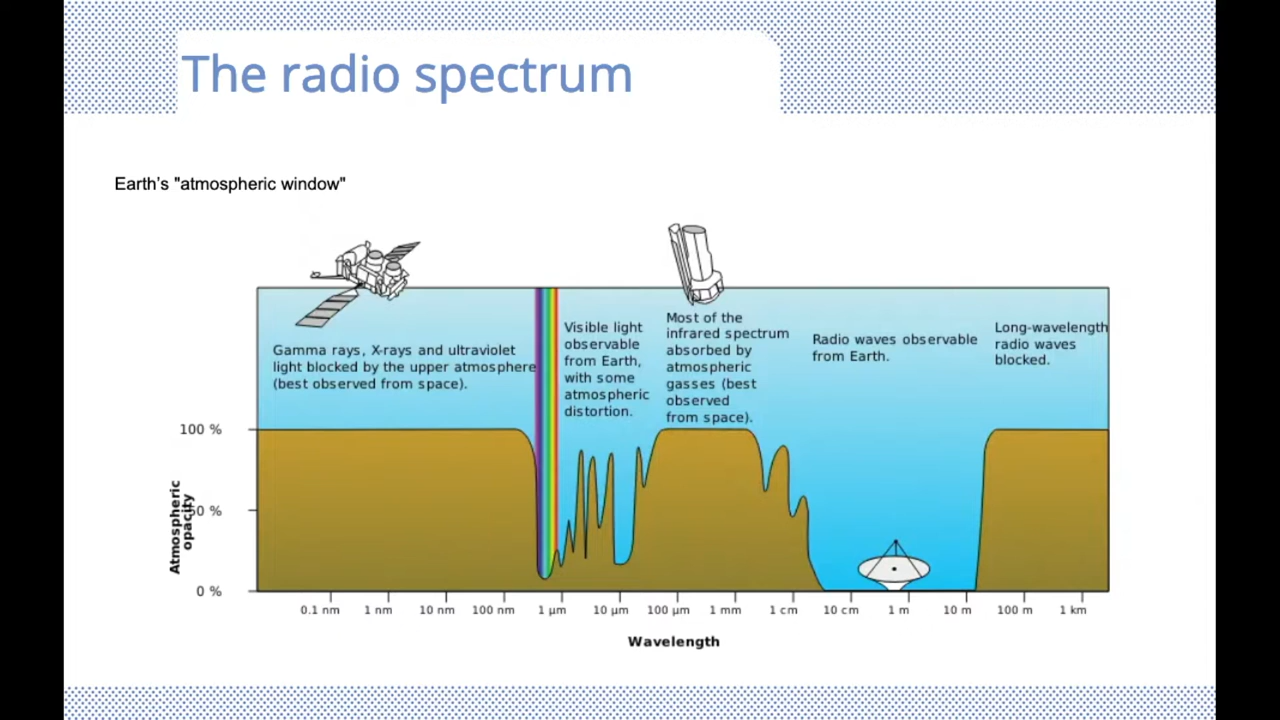 The radio spectrum
Earth’s "atmospheric window"
Gamma rays, X-rays and ultraviolet
light blocked by the upper atmosphere
(best observed from space).
Visible light
observable
from Earth,
with some
atmospheric
distortion.
Most of the
infrared spectrum
absorbed by
atmospheric
gasses (best
observed
from space).
Radio waves observable
from Earth.
Long-wavelength
radio waves
blocked.
Atmospheric
opacity
100 %
50 %
0 %
0.1 nm
1 nm
10 nm
100 nm
1 μm
10 μm
100 μm
1 mm
1 cm
10 cm
1 m
10 m
100 m
1 km
Wavelength